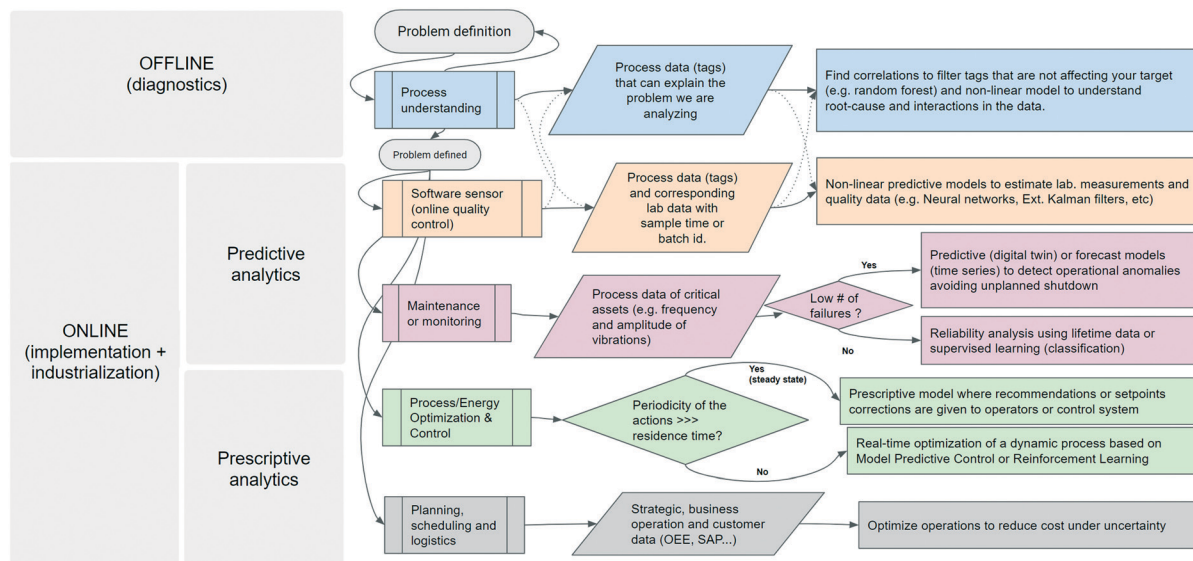 OFFLINE
(diagnostics)
ONLINE
(implementation +
industrialization)
Predictive
analytics
Prescriptive
analytics
Problem definition
Process
understanding
Process data (tags)
that can explain the
problem we are
analyzing
Find correlations to filter tags that are not affecting your
target (e.g. random forest) and non-linear model to understand
root-cause and interactions in the data.
Problem defined
Software sensor
(online quality
control)
Process data (tags)
and corresponding
lab data with
sample time or
batch id.
Non-linear predictive models to estimate lab. measurements and
quality data (e.g. Neural networks, Ext. Kalman filters, etc)
Maintenance
or monitoring
Process data of critical
assets (e.g. frequency
and amplitude of
vibrations)
Low # of
failures ?
Yes
Predictive (digital twin) or forecast models
(time series) to detect operational anomalies
avoiding unplanned shutdown
No
Reliability analysis using lifetime data or
supervised learning (classification)
Process/Energy
Optimization &
Control
Periodicity of the
actions >>>
residence time?
Yes
(steady state)
Prescriptive model where recommendations or setpoints
corrections are given to operators or control system
No
Real-time optimization of a dynamic process based on
Model Predictive Control or Reinforcement Learning
Planning,
scheduling and
logistics
Strategic, business
operation and customer
data (OEE, SAP...)
Optimize operations to reduce cost under uncertainty